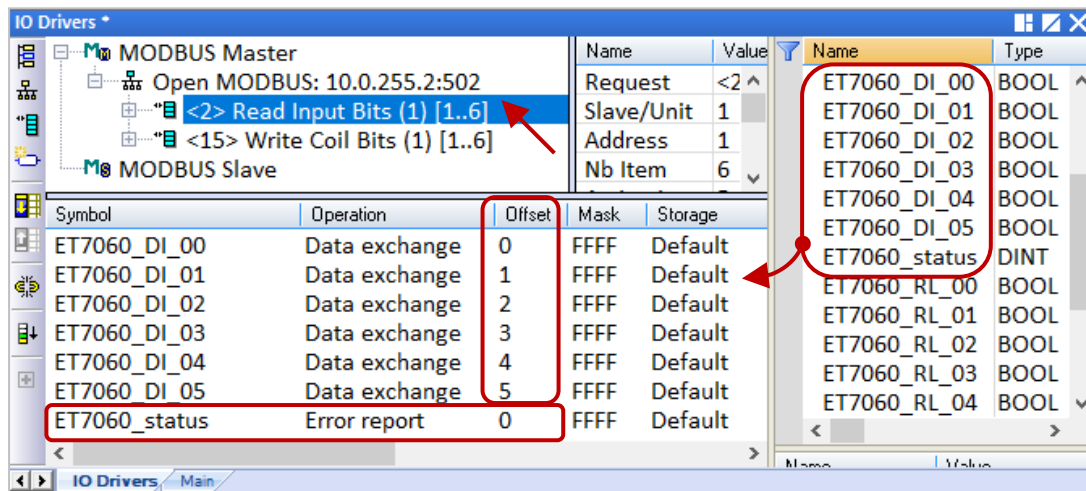 IO Drivers *
MODBUS Master
Open MODBUS: 10.0.255.2:502
<2> Read Input Bits (1) [1..6]
<15> Write Coil Bits (1) [1..6]
MODBUS Slave
Name Value
Request <2
Slave/Unit 1
Address 1
Nb Item 6
Name Type
ET7060_DI_00 BOOL
ET7060_DI_01 BOOL
ET7060_DI_02 BOOL
ET7060_DI_03 BOOL
ET7060_DI_04 BOOL
ET7060_DI_05 BOOL
ET7060_status DINT
ET7060_RL_00 BOOL
ET7060_RL_01 BOOL
ET7060_RL_02 BOOL
ET7060_RL_03 BOOL
ET7060_RL_04 BOOL
Symbol Operation Offset Mask Storage
ET7060_DI_00 Data exchange 0 FFFF Default
ET7060_DI_01 Data exchange 1 FFFF Default
ET7060_DI_02 Data exchange 2 FFFF Default
ET7060_DI_03 Data exchange 3 FFFF Default
ET7060_DI_04 Data exchange 4 FFFF Default
ET7060_DI_05 Data exchange 5 FFFF Default
ET7060_status Error report 0 FFFF Default
Name Value
IO Drivers Main